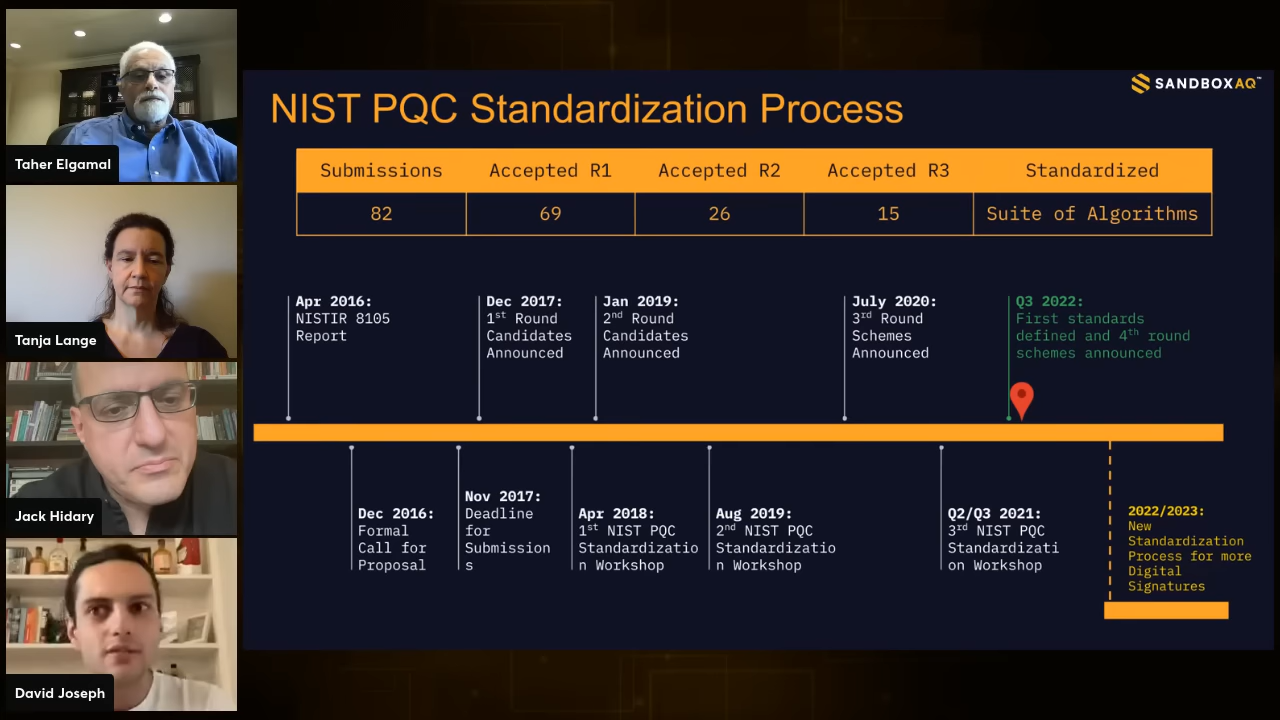 Taher Elgamal
Tanja Lange
Jack Hidary
David Joseph
SANDBOXAQ™
NIST PQC Standardization Process
Submissions Accepted R1 Accepted R2 Accepted R3 Standardized
82 69 26 15 Suite of Algorithms
Apr 2016:
NISTIR 8105
Report
Dec 2017:
1st Round
Candidates
Announced
Jan 2019:
2nd Round
Candidates
Announced
July 2020:
3rd Round
Schemes
Announced
Q3 2022:
First standards
defined and 4th round
schemes announced
Dec 2016:
Formal
Call for
Proposal
Nov 2017:
Deadline
for
Submission
s
Apr 2018:
1st NIST PQC
Standardizatio
n Workshop
Aug 2019:
2nd NIST PQC
Standardizatio
n Workshop
Q2/Q3 2021:
3rd NIST PQC
Standardizati
on Workshop
2022/2023:
New
Standardization
Process for more
Digital
Signatures